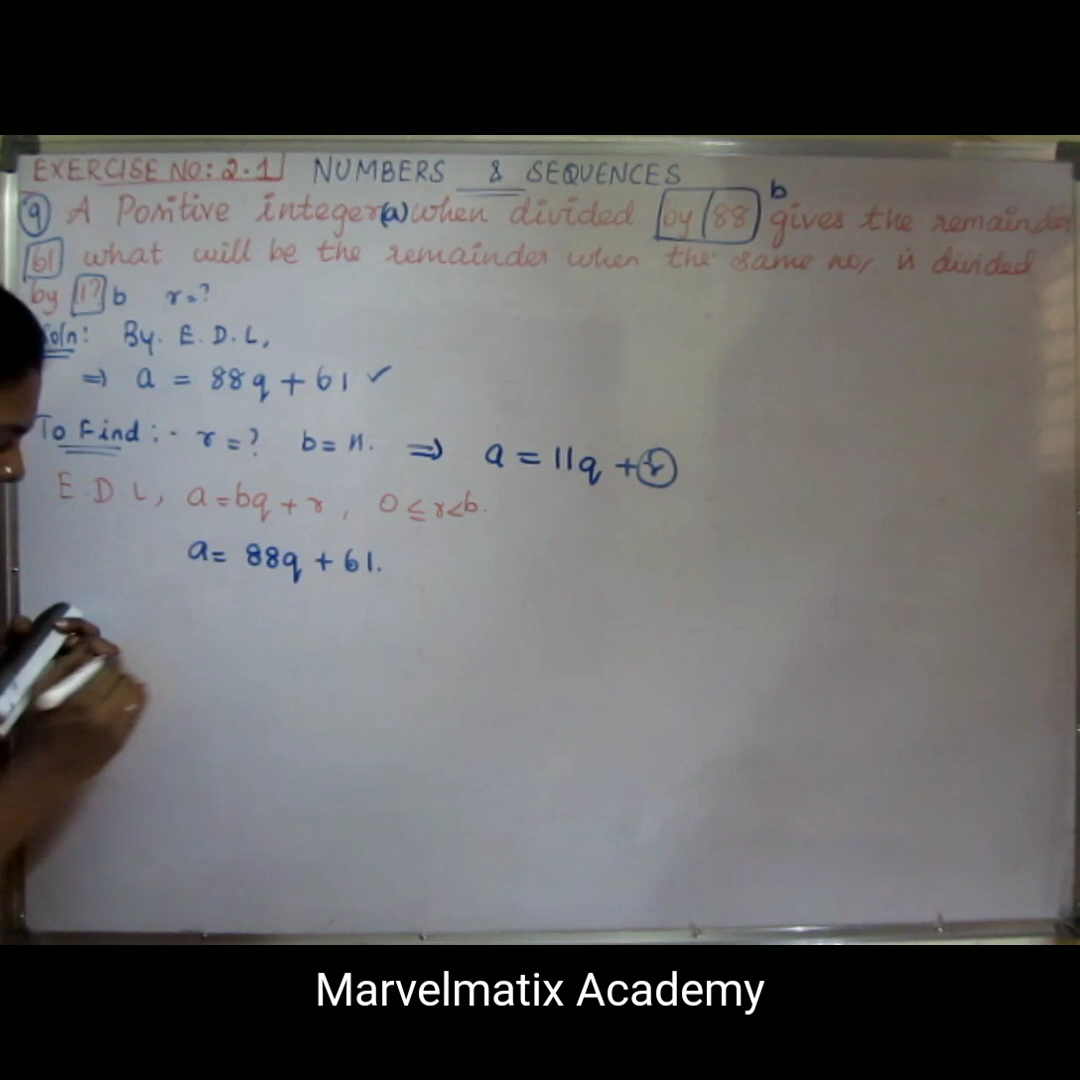 EXERCISE NO: 2.1 NUMBERS & SEQUENCES
9 A Positive integer (a) when divided by 88 b gives the remainder
61 what will be the remainder when the same no/. is divided
by 11 b r=?
Soln: By. E. D. L,
⇒ a = 88q + 61 ✓
To Find :- r = ? b = 11. ⇒ a = 11q + r
E. D. L, a = bq + r, 0 ≤ r < b.
a = 88q + 61.
Marvelmatix Academy